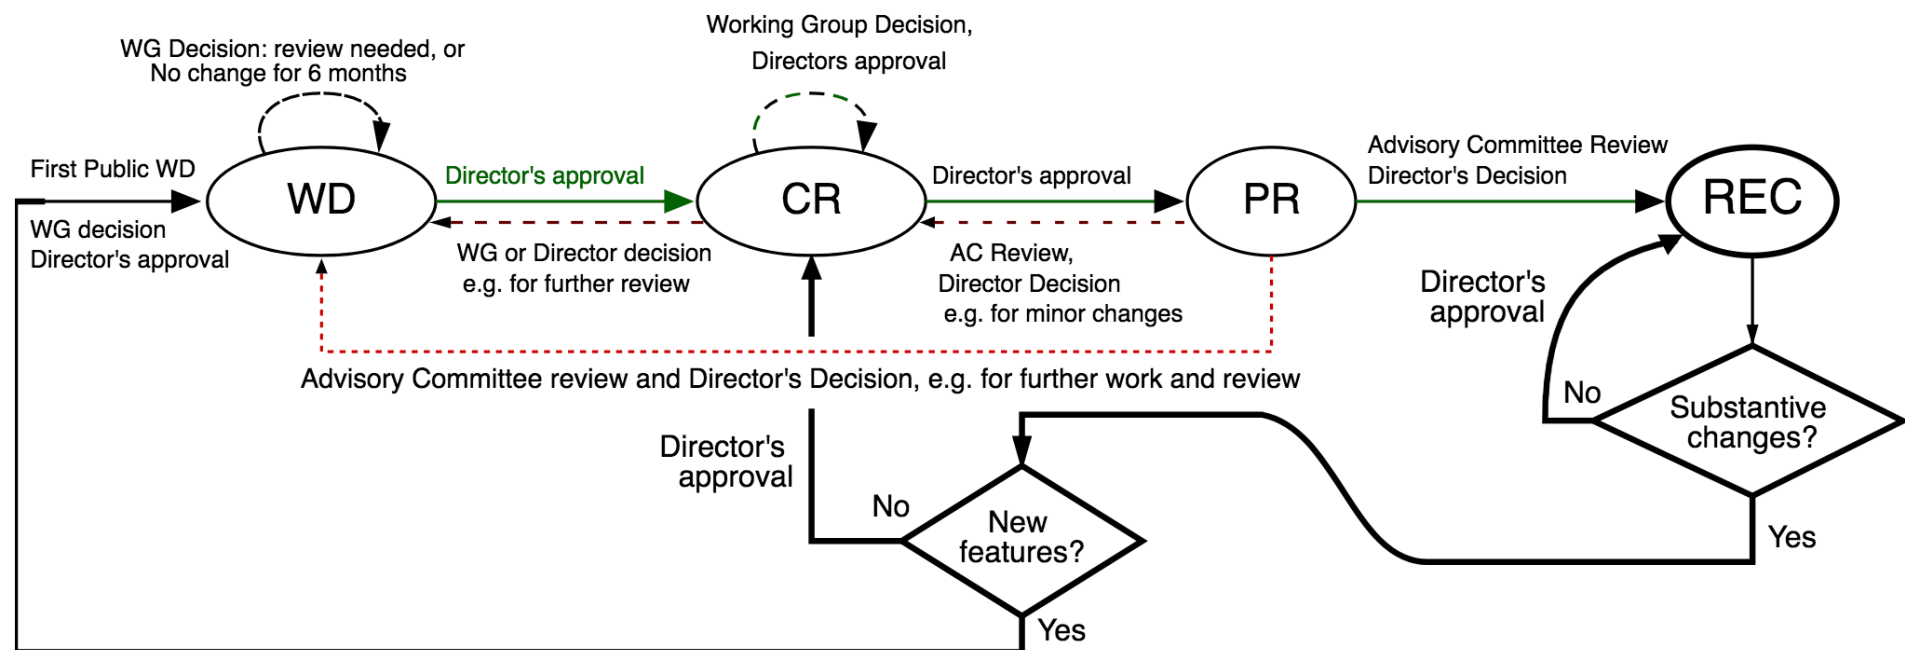 Working Group Decision,
Directors approval
WG Decision: review needed, or
No change for 6 months
First Public WD
WG decision
Director's approval
WD
Director's approval
WG or Director decision
e.g. for further review
CR
Director's approval
AC Review,
Director Decision
e.g. for minor changes
PR
Advisory Committee Review
Director's Decision
REC
Director's
approval
No
Substantive
changes?
Yes
Advisory Committee review and Director's Decision, e.g. for further work and review
Director's
approval
No
New
features?
Yes